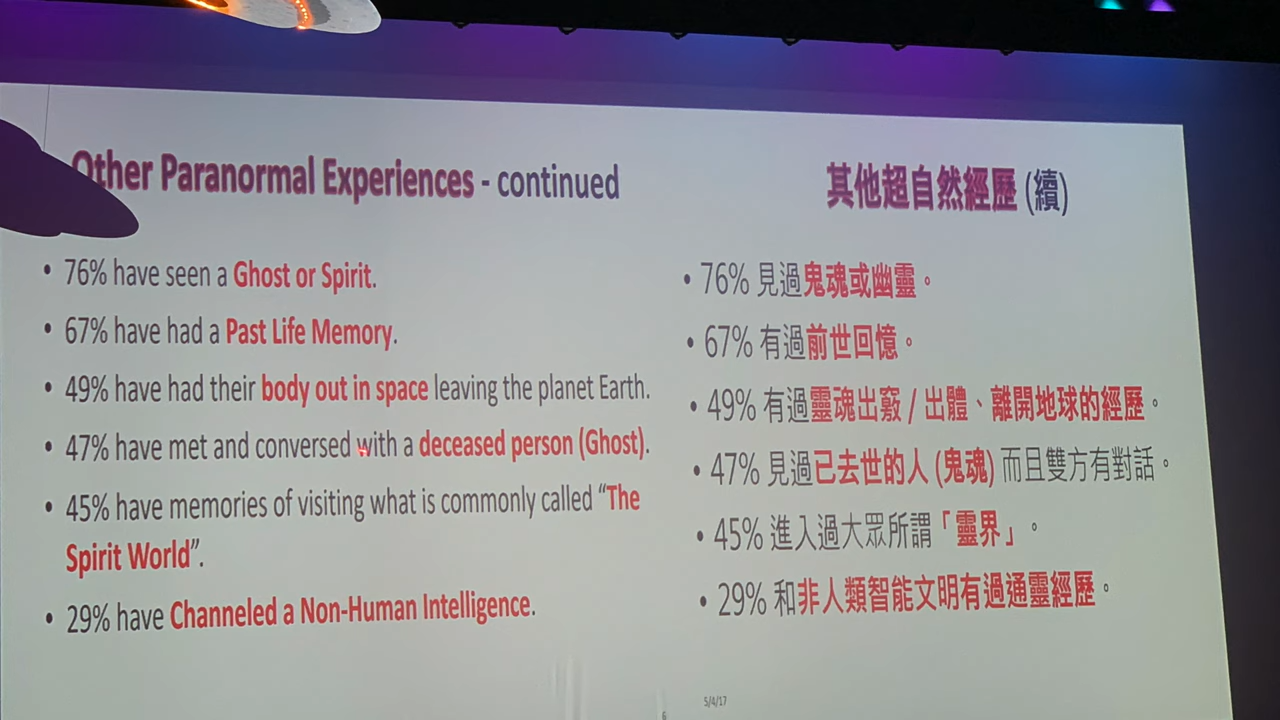 Other Paranormal Experiences - continued
• 76% have seen a Ghost or Spirit.
• 67% have had a Past Life Memory.
• 49% have had their body out in space leaving the planet Earth.
• 47% have met and conversed with a deceased person (Ghost).
• 45% have memories of visiting what is commonly called “The
Spirit World”.
• 29% have Channeled a Non-Human Intelligence.
其他超自然經歷 (續)
• 76% 見過鬼魂或幽靈。
• 67% 有過前世回憶。
• 49% 有過靈魂出竅 / 出體、離開地球的經歷。
• 47% 見過已去世的人 (鬼魂) 而且雙方有對話。
• 45% 進入過大眾所謂「靈界」。
• 29% 和非人類智能文明有過通靈經歷。
5/4/17
6